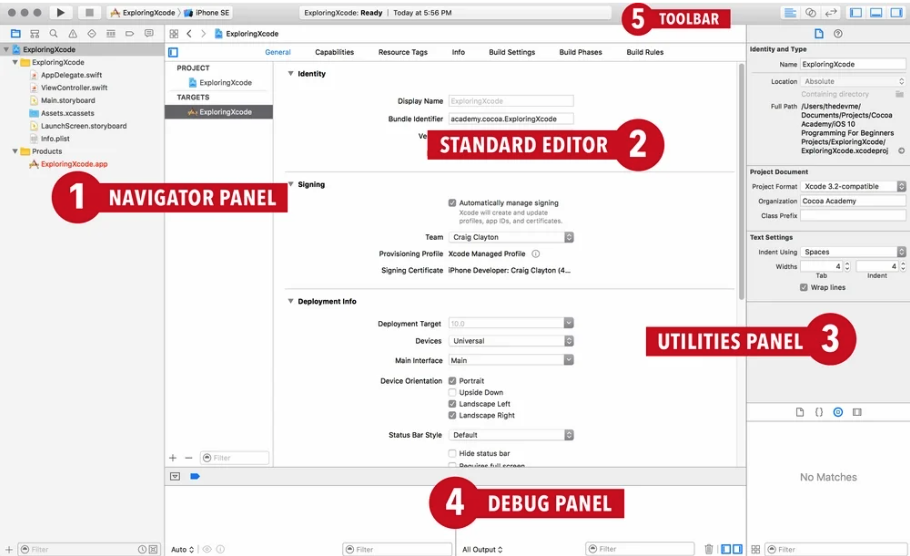 ExploringXcode
iPhone SE
ExploringXcode: Ready | Today at 5:56 PM
5 TOOLBAR
ExploringXcode
ExploringXcode
AppDelegate.swift
ViewController.swift
Main.storyboard
Assets.xcassets
LaunchScreen.storyboard
Info.plist
Products
ExploringXcode.app
1 NAVIGATOR PANEL
Filter
ExploringXcode
General Capabilities Resource Tags Info Build Settings Build Phases Build Rules
PROJECT
ExploringXcode
TARGETS
ExploringXcode
Filter
Identity
Display Name ExploringXcode
Bundle Identifier academy.cocoa.ExploringXcode
STANDARD EDITOR 2
Signing
Automatically manage signing
Xcode will create and update
profiles, app IDs, and certificates.
Team Craig Clayton
Provisioning Profile Xcode Managed Profile
Signing Certificate iPhone Developer: Craig Clayton (4...
Deployment Info
Deployment Target 10.0
Devices Universal
Main Interface Main
Device Orientation Portrait
Upside Down
Landscape Left
Landscape Right
Status Bar Style Default
Hide status bar
Requires full screen
4 DEBUG PANEL
Auto
Filter
All Output
Filter
Identity and Type
Name ExploringXcode
Location Absolute
Containing directory
Full Path /Users/thedevme/
Documents/Projects/Cocoa
Academy/iOS 10
Programming For Beginners
Projects/ExploringXcode/
ExploringXcode.xcodeproj
Project Document
Project Format Xcode 3.2-compatible
Organization Cocoa Academy
Class Prefix
Text Settings
Indent Using Spaces
Widths 4 4
Tab Indent
Wrap lines
UTILITIES PANEL 3
No Matches
Filter